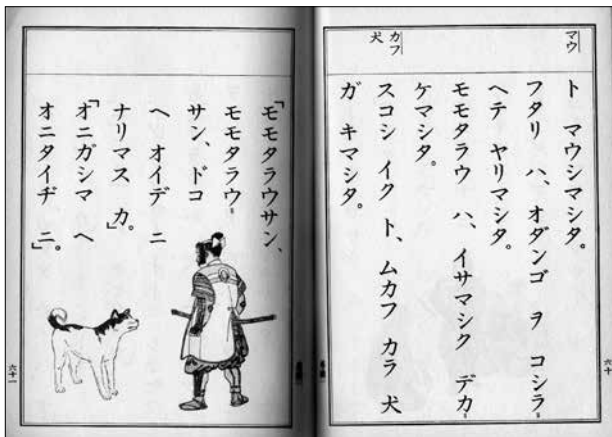 マウ
カフ
犬
ト マウシマシタ。
フタリ ハ、オダンゴ ヲ コシラ=
ヘテ ヤリマシタ。
モモタラウ ハ、イサマシク デカ=
ケマシタ。
スコシ イク ト、ムカフ カラ 犬
ガ キマシタ。
六十
「モモタラウサン、
モモタラウ=
サン、ドコ
ヘ オイデ ニ
ナリマス カ。」
「オニガシマ ヘ
オニタイヂ ニ。」
六十一